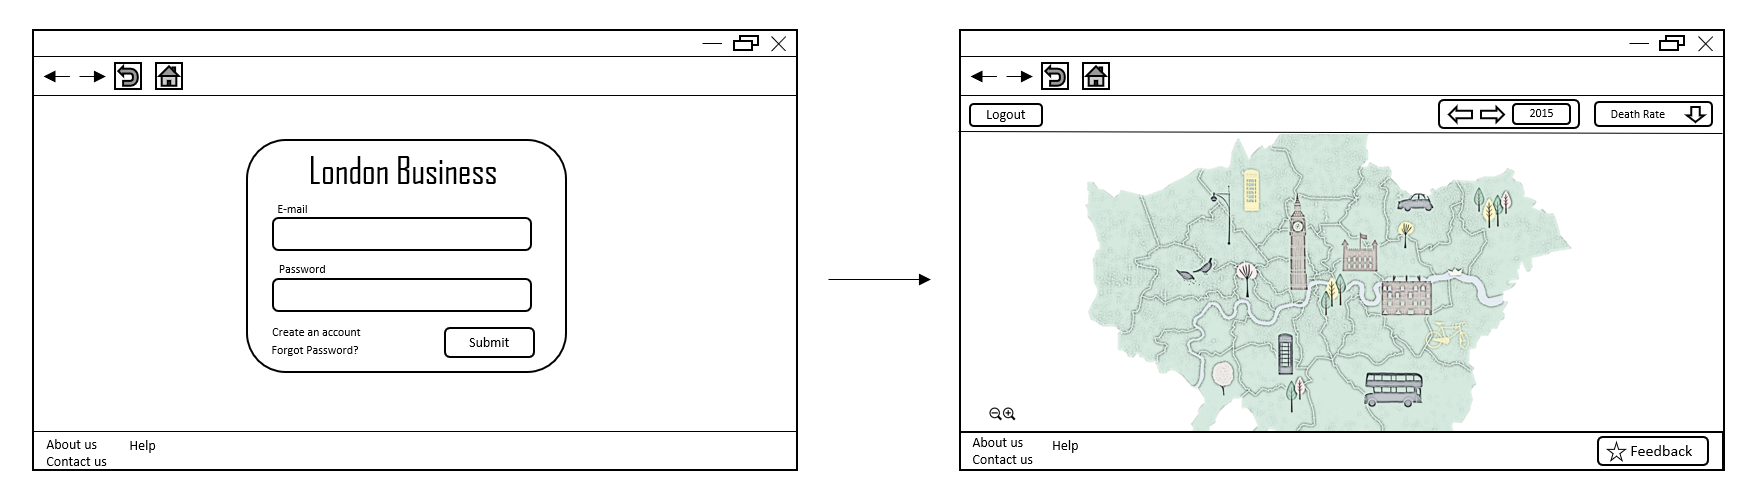 London Business
E-mail
Password
Create an account
Forgot Password?
Submit
About us
Help
Contact us
Logout
2015
Death Rate
About us
Help
Contact us
Feedback